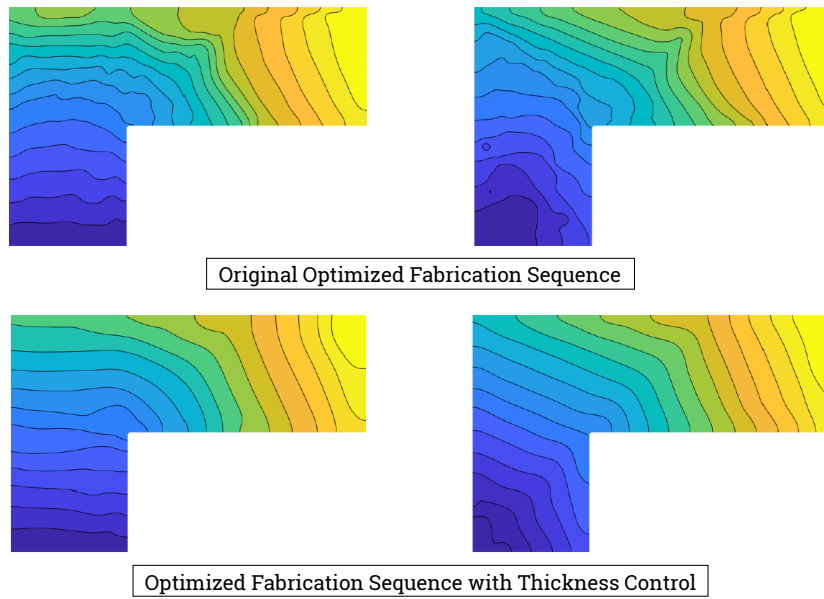 Original Optimized Fabrication Sequence
Optimized Fabrication Sequence with Thickness Control